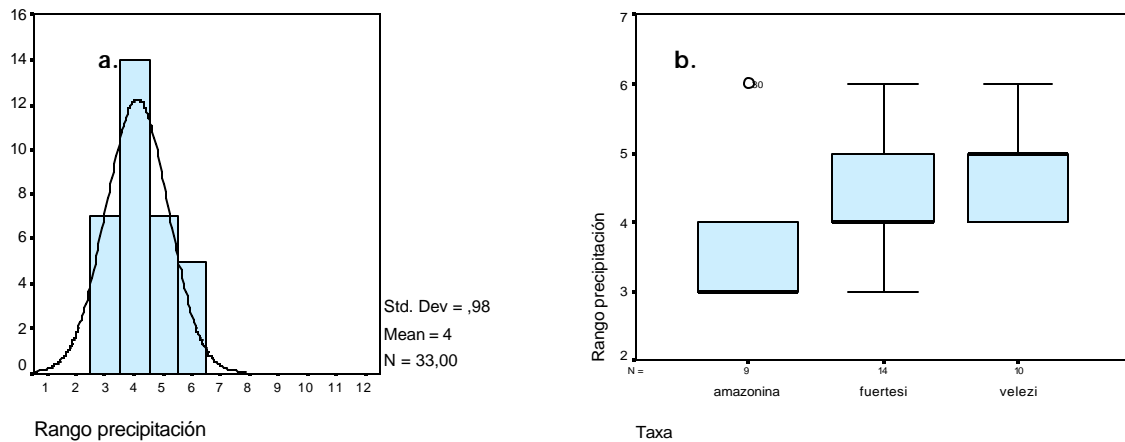 16
14
12
10
8
6
4
2
0
a.
1 2 3 4 5 6 7 8 9 10 11 12
Std. Dev = ,98
Mean = 4
N = 33,00
Rango precipitación
7
6
5
4
3
2
b.
30
Rango precipitación
N = 9 14 10
amazonina fuertesi velezi
Taxa